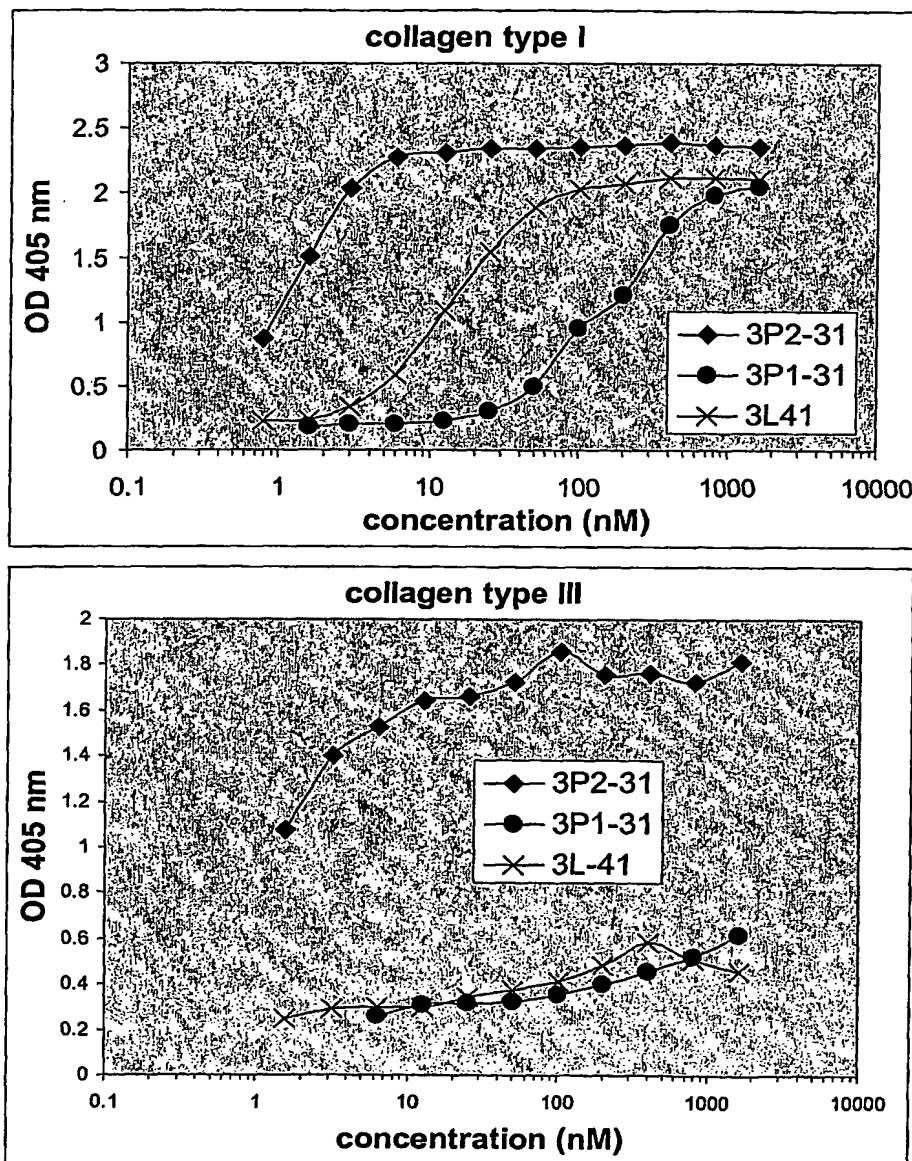 collagen type I
3
2.5
2
1.5
1
0.5
0
OD 405 nm
3P2-31
3P1-31
3L41
0.1 1 10 100 1000 10000
concentration (nM)
collagen type III
2
1.8
1.6
1.4
1.2
1
0.8
0.6
0.4
0.2
0
OD 405 nm
3P2-31
3P1-31
3L-41
0.1 1 10 100 1000 10000
concentration (nM)